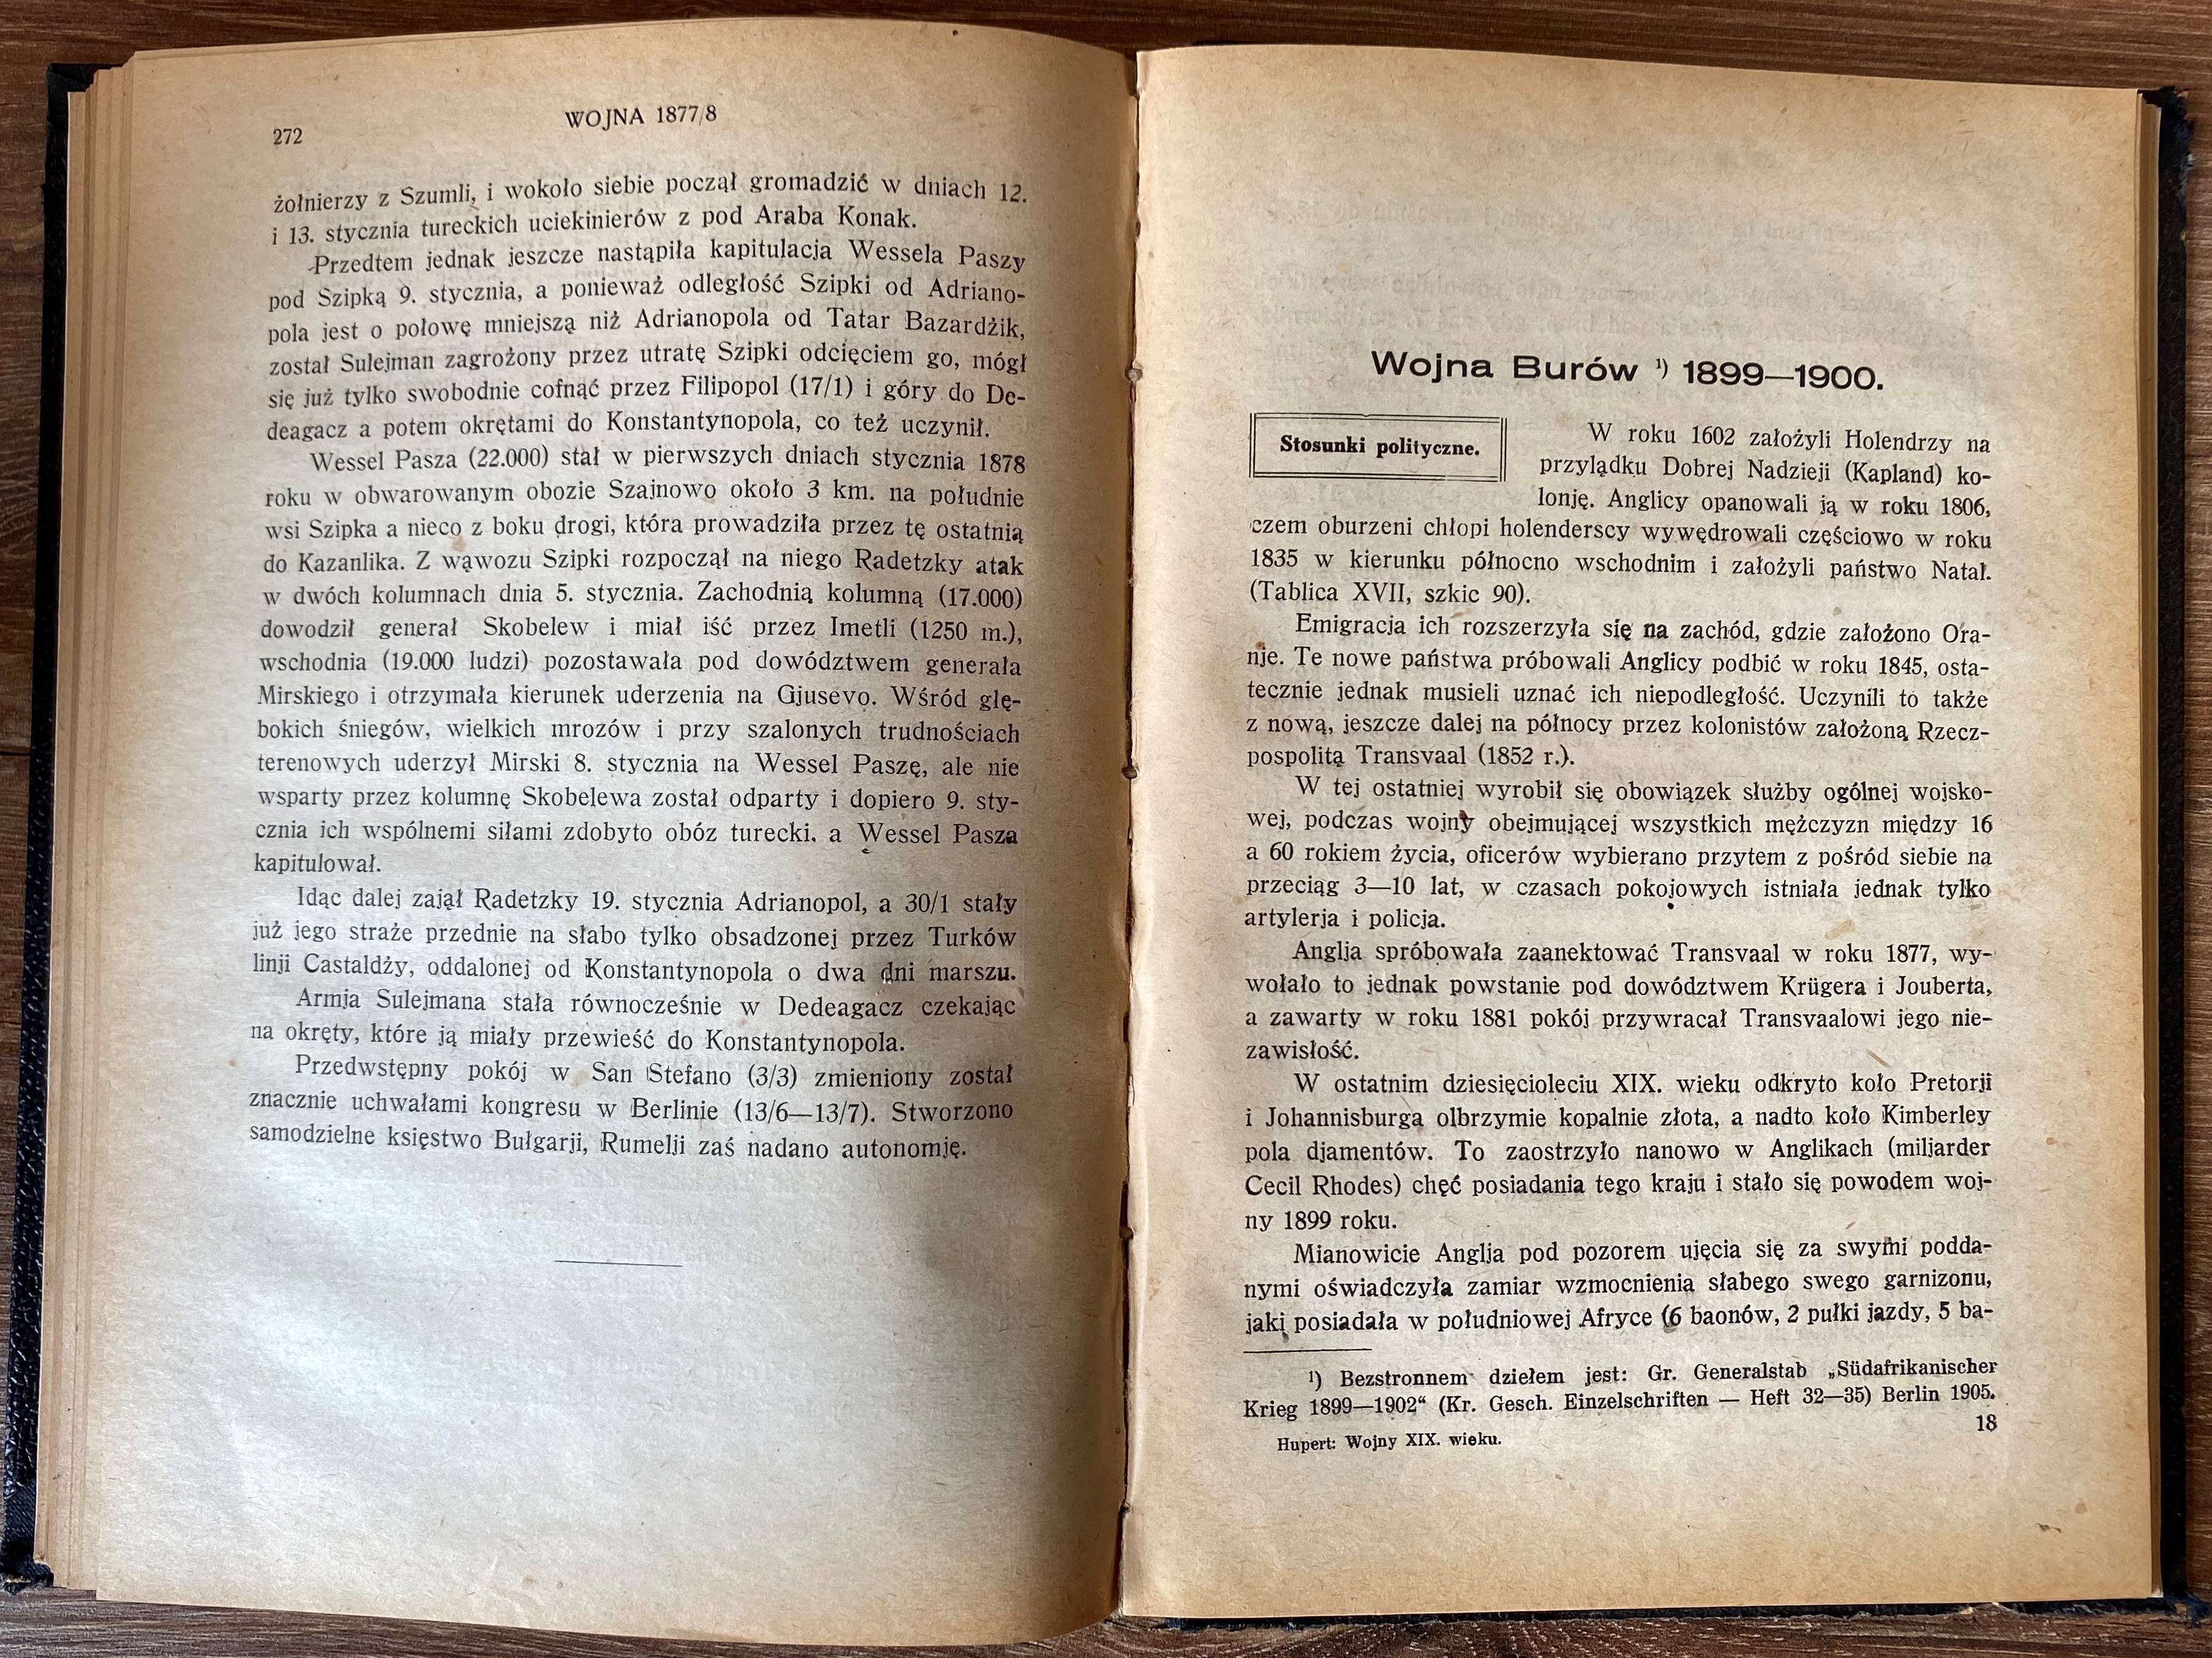 272
WOJNA 1877/8
żołnierzy z Szumli, i wokoło siebie począł gromadzić w dniach 12.
i 13. stycznia tureckich uciekinierów z pod Araba Konak.
Przedtem jednak jeszcze nastąpiła kapitulacja Wessela Paszy
pod Szipką 9. stycznia, a ponieważ odległość Szipki od Adriano-
pola jest o połowę mniejszą niż Adrianopola od Tatar Bazardżik,
został Sulejman zagrożony przez utratę Szipki odcięciem go, mógł
się już tylko swobodnie cofnąć przez Filipopol (17/1) i góry do De-
deagacz a potem okrętami do Konstantynopola, co też uczynił.
Wessel Pasza (22.000) stał w pierwszych dniach stycznia 1878
roku w obwarowanym obozie Szajnowo około 3 km. na południe
wsi Szipka a nieco z boku drogi, która prowadziła przez tę ostatnią
do Kazanlika. Z wąwozu Szipki rozpoczął na niego Radetzky atak
w dwóch kolumnach dnia 5. stycznia. Zachodnią kolumną (17.000)
dowodził generał Skobelew i miał iść przez Imetli (1250 m.),
wschodnia (19.000 ludzi) pozostawała pod dowództwem generała
Mirskiego i otrzymała kierunek uderzenia na Gjusevo. Wśród głę-
bokich śniegów, wielkich mrozów i przy szalonych trudnościach
terenowych uderzył Mirski 8. stycznia na Wessel Paszę, ale nie
wsparty przez kolumnę Skobelewa został odparty i dopiero 9. sty-
cznia ich wspólnemi siłami zdobyto obóz turecki. a Wessel Pasza
kapitulował.
Idąc dalej zajął Radetzky 19. stycznia Adrianopol, a 30/1 stały
już jego straże przednie na słabo tylko obsadzonej przez Turków
linji Castaldży, oddalonej od Konstantynopola o dwa dni marszu.
Armja Sulejmana stała równocześnie w Dedeagacz czekając
na okręty, które ją miały przewieść do Konstantynopola.
Przedwstępny pokój w San Stefano (3/3) zmieniony został
znacznie uchwałami kongresu w Berlinie (13/6—13/7). Stworzono
samodzielne księstwo Bułgarji, Rumelji zaś nadano autonomję.
Wojna Burów ¹) 1899—1900.
Stosunki polityczne.
W roku 1602 założyli Holendrzy na
przylądku Dobrej Nadzieji (Kapland) ko-
lonję. Anglicy opanowali ją w roku 1806,
czem oburzeni chłopi holenderscy wywędrowali częściowo w roku
1835 w kierunku północno wschodnim i założyli państwo Natal.
(Tablica XVII, szkic 90).
Emigracja ich rozszerzyła się na zachód, gdzie założono Ora-
nje. Te nowe państwa próbowali Anglicy podbić w roku 1845, osta-
tecznie jednak musieli uznać ich niepodległość. Uczynili to także
z nową, jeszcze dalej na północy przez kolonistów założoną Rzecz-
pospolitą Transvaal (1852 r.).
W tej ostatniej wyrobił się obowiązek służby ogólnej wojsko-
wej, podczas wojny obejmującej wszystkich mężczyzn między 16
a 60 rokiem życia, oficerów wybierano przytem z pośród siebie na
przeciąg 3—10 lat, w czasach pokojowych istniała jednak tylko
artylerja i policja.
Anglja spróbowała zaanektować Transvaal w roku 1877, wy-
wołało to jednak powstanie pod dowództwem Krügera i Jouberta,
a zawarty w roku 1881 pokój przywracał Transvaalowi jego nie-
zawisłość.
W ostatnim dziesięcioleciu XIX. wieku odkryto koło Pretorji
i Johannisburga olbrzymie kopalnie złota, a nadto koło Kimberley
pola djamentów. To zaostrzyło nanowo w Anglikach (miljarder
Cecil Rhodes) chęć posiadania tego kraju i stało się powodem woj-
ny 1899 roku.
Mianowicie Anglja pod pozorem ujęcia się za swymi podda-
nymi oświadczyła zamiar wzmocnienia słabego swego garnizonu,
jaki posiadała w południowej Afryce (6 baonów, 2 pułki jazdy, 5 ba-
¹) Bezstronnem dziełem jest: Gr. Generalstab „Südafrikanischer
Krieg 1899—1902“ (Kr. Gesch. Einzelschriften — Heft 32—35) Berlin 1905.
Hupert: Wojny XIX. wieku.
18